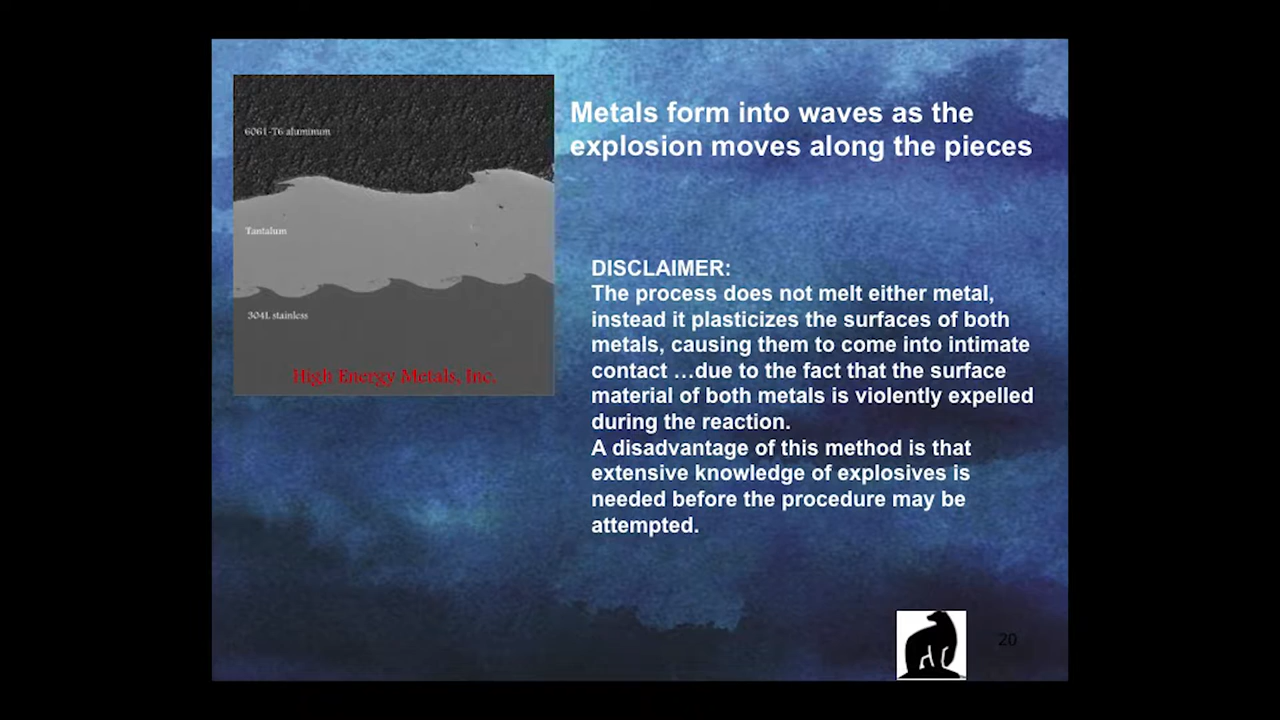 6061-T6 aluminum
Tantalum
304L stainless
High Energy Metals, Inc.
Metals form into waves as the
explosion moves along the pieces
DISCLAIMER:
The process does not melt either metal,
instead it plasticizes the surfaces of both
metals, causing them to come into intimate
contact …due to the fact that the surface
material of both metals is violently expelled
during the reaction.
A disadvantage of this method is that
extensive knowledge of explosives is
needed before the procedure may be
attempted.
20